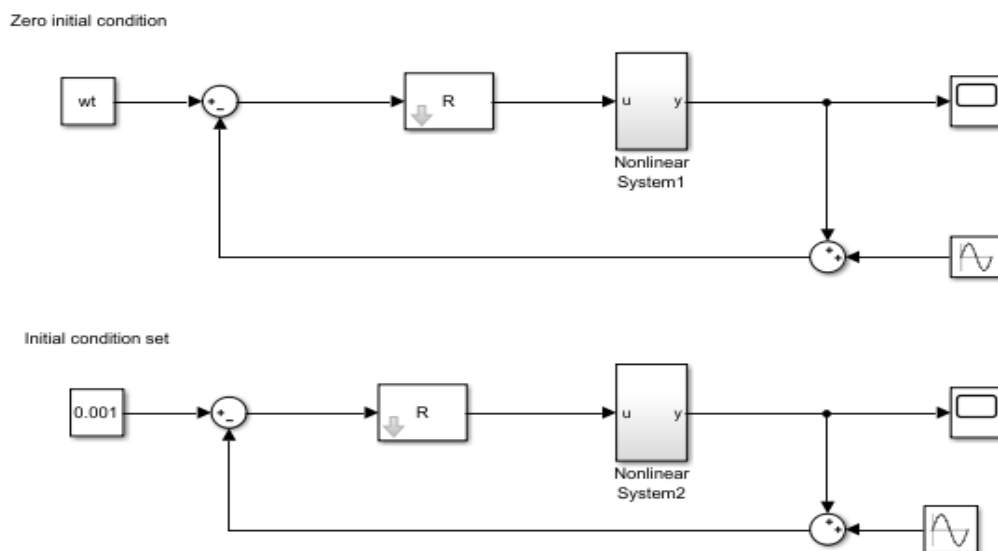 Zero initial condition
wt
R
u
y
Nonlinear
System1
Initial condition set
0.001
R
u
y
Nonlinear
System2